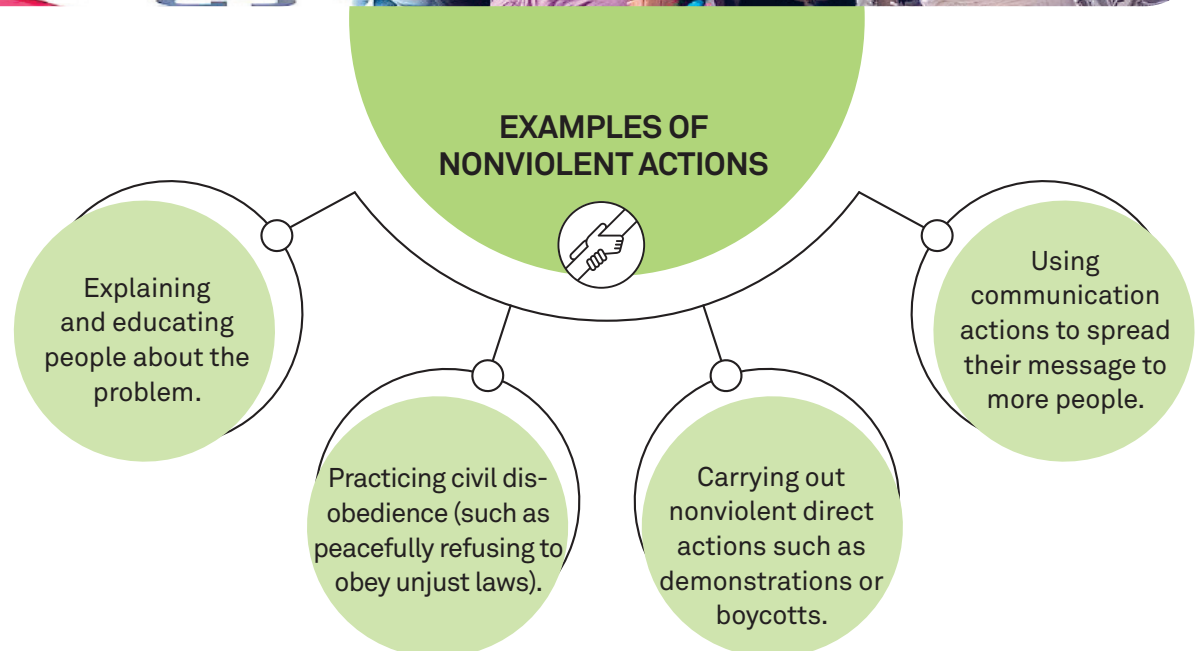 EXAMPLES OF
NONVIOLENT ACTIONS
Explaining
and educating
people about the
problem.
Practicing civil dis-
obedience (such as
peacefully refusing to
obey unjust laws).
Carrying out
nonviolent direct
actions such as
demonstrations or
boycotts.
Using
communication
actions to spread
their message to
more people.